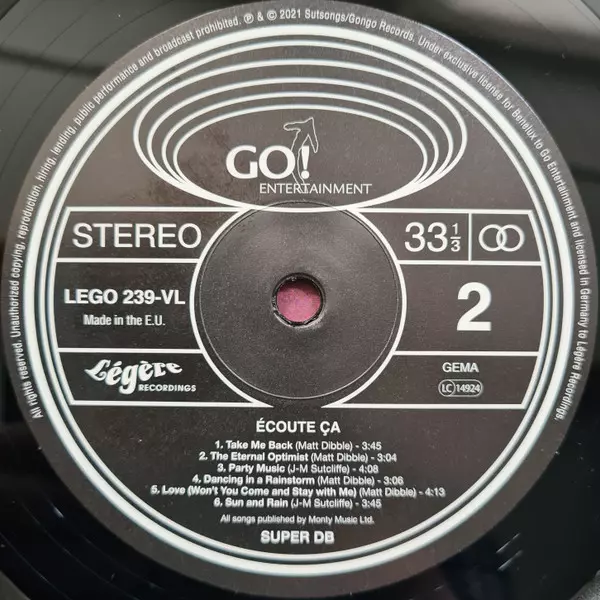 All rights reserved. Unauthorized copying, reproduction, hiring, lending, public performance and broadcast prohibited. ℗ & © 2021 Sutsongs/Gongo Records. Under exclusive license for Benelux to Go Entertainment and licensed in Germany to Légère Recordings.
GO!
ENTERTAINMENT
STEREO
33 1/3
LEGO 239-VL
Made in the E.U.
2
Légère
RECORDINGS
GEMA
LC 14924
ÉCOUTE ÇA
1. Take Me Back (Matt Dibble) - 3:45
2. The Eternal Optimist (Matt Dibble) - 3:04
3. Party Music (J-M Sutcliffe) - 4:08
4. Dancing in a Rainstorm (Matt Dibble) - 3:06
5. Love (Won't You Come and Stay with Me) (Matt Dibble) - 4:13
6. Sun and Rain (J-M Sutcliffe) - 3:45
All songs published by Monty Music Ltd.
SUPER DB